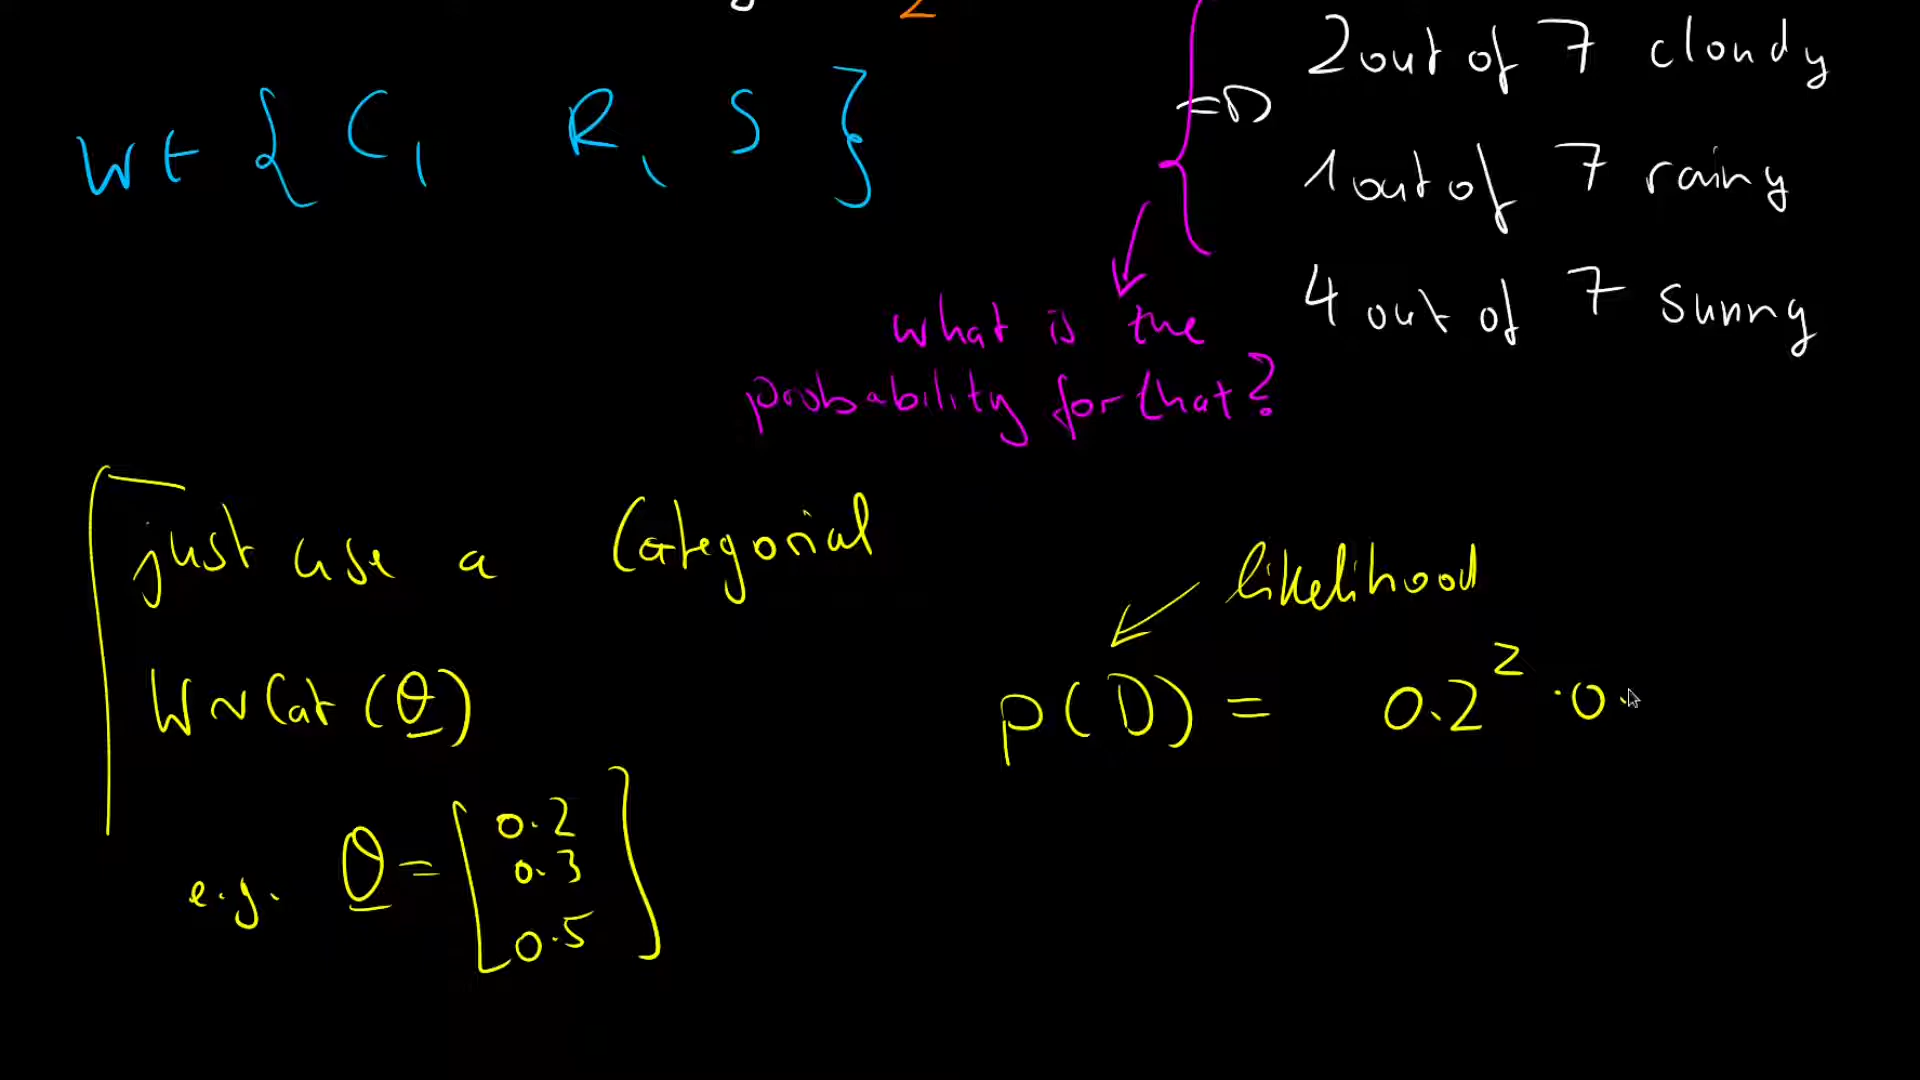 2 out of 7 cloudy
W ∈ { C, R, S }
= D
1 out of 7 rainy
4 out of 7 sunny
what is the
probability for that?
just use a Categorial
likelihood
W ~ Cat (θ)
p(D) = 0.2² · 0.
e.g. θ = [0.2
0.3
0.5]